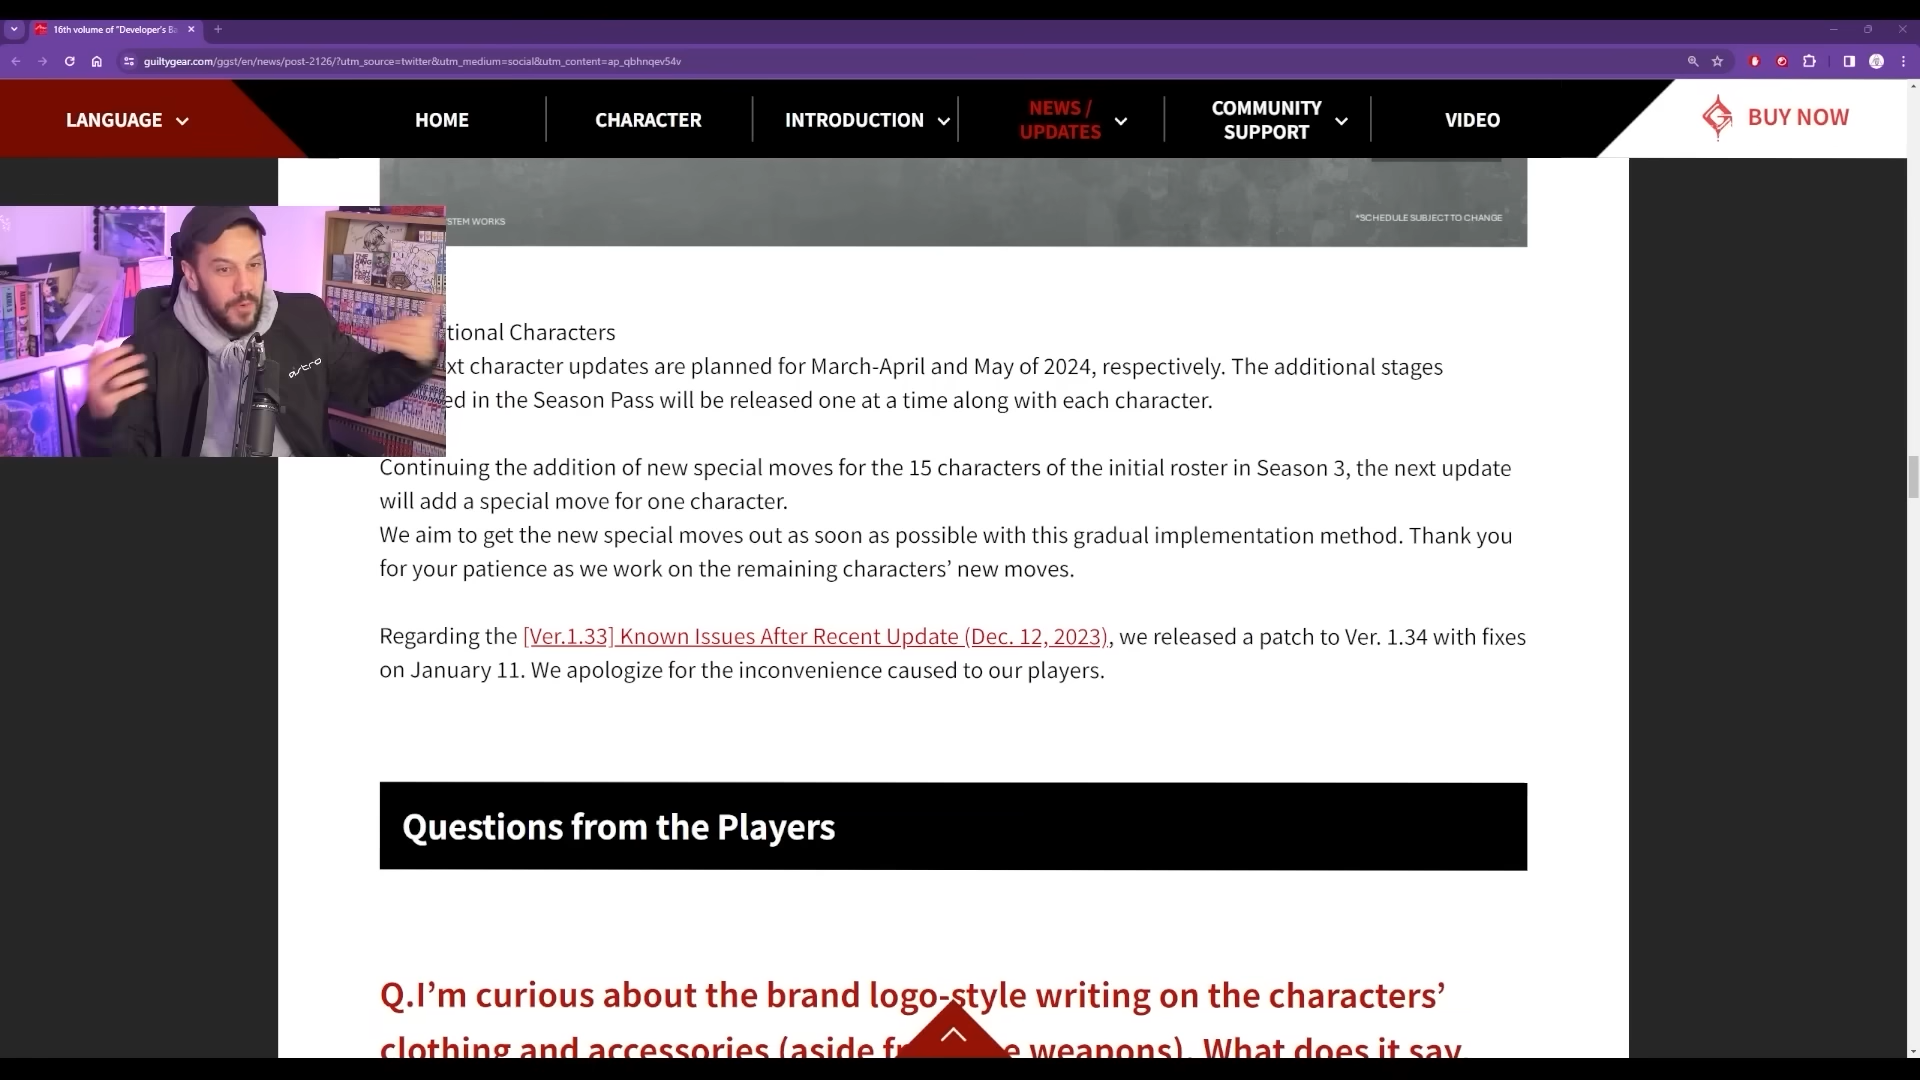 16th volume of "Developer's Ba
guiltygear.com/ggst/en/news/post-2126/?utm_source=twitter&utm_medium=social&utm_content=ap_qbhnqev54v
LANGUAGE
HOME
CHARACTER
INTRODUCTION
NEWS /
UPDATES
COMMUNITY
SUPPORT
VIDEO
BUY NOW
STEM WORKS
*SCHEDULE SUBJECT TO CHANGE
tional Characters
xt character updates are planned for March-April and May of 2024, respectively. The additional stages
ed in the Season Pass will be released one at a time along with each character.
Continuing the addition of new special moves for the 15 characters of the initial roster in Season 3, the next update
will add a special move for one character.
We aim to get the new special moves out as soon as possible with this gradual implementation method. Thank you
for your patience as we work on the remaining characters’ new moves.
Regarding the [Ver.1.33] Known Issues After Recent Update (Dec. 12, 2023), we released a patch to Ver. 1.34 with fixes
on January 11. We apologize for the inconvenience caused to our players.
Questions from the Players
Q.I’m curious about the brand logo-style writing on the characters’
clothing and accessories (aside f e weapons). What does it say
astro